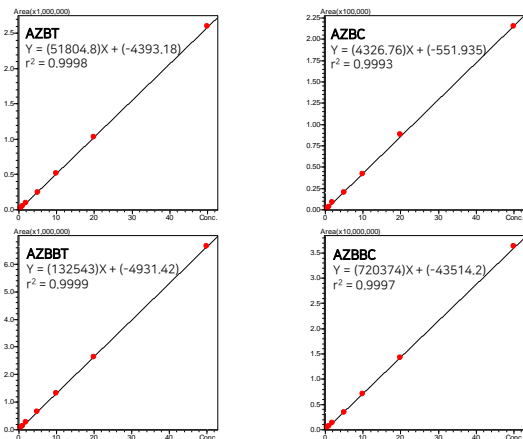 Area(x1,000,000)
AZBT
Y = (51804.8)X + (-4393.18)
r² = 0.9998
2.5
2.0
1.5
1.0
0.5
0.0
0 10 20 30 40 Conc.
Area(x100,000)
AZBC
Y = (4326.76)X + (-551.935)
r² = 0.9993
2.25
2.00
1.75
1.50
1.25
1.00
0.75
0.50
0.25
0.00
0 10 20 30 40 Conc.
Area(x1,000,000)
AZBBT
Y = (132543)X + (-4931.42)
r² = 0.9999
6.0
5.0
4.0
3.0
2.0
1.0
0.0
0 10 20 30 40 Conc.
Area(x10,000,000)
AZBBC
Y = (720374)X + (-43514.2)
r² = 0.9997
3.5
3.0
2.5
2.0
1.5
1.0
0.5
0.0
0 10 20 30 40 Conc.